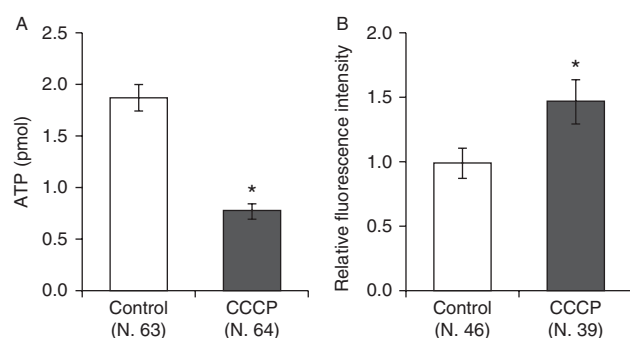 A
ATP (pmol)
2.5
2.0
1.5
1.0
0.5
0.0
*
Control
(N. 63)
CCCP
(N. 64)
B
Relative fluorescence intensity
2.0
1.5
1.0
0.5
0.0
*
Control
(N. 46)
CCCP
(N. 39)